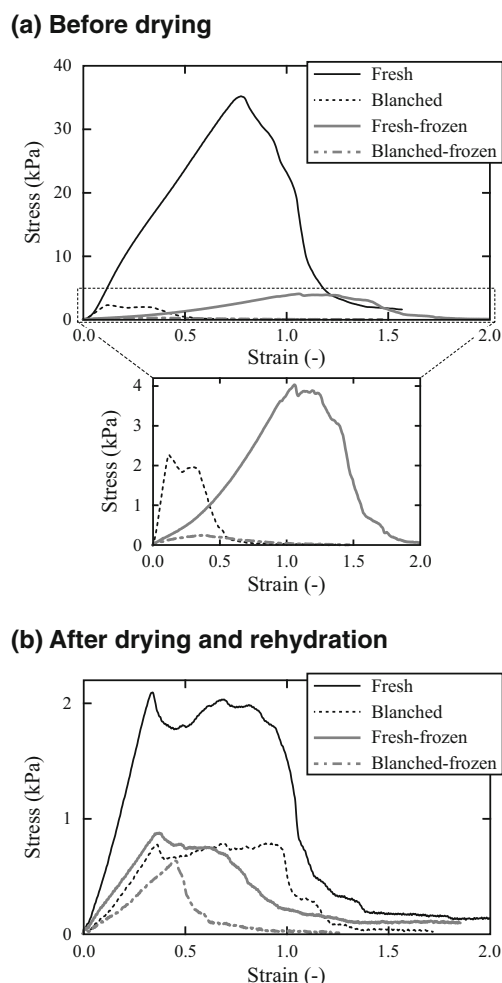 (a) Before drying
40
30
20
10
0
Stress (kPa)
Fresh
Blanched
Fresh-frozen
Blanched-frozen
0.0 0.5 1.0 1.5 2.0
Strain (-)
4
3
2
1
0
Stress (kPa)
0.0 0.5 1.0 1.5 2.0
Strain (-)
(b) After drying and rehydration
2
1
0
Stress (kPa)
Fresh
Blanched
Fresh-frozen
Blanched-frozen
0.0 0.5 1.0 1.5 2.0
Strain (-)